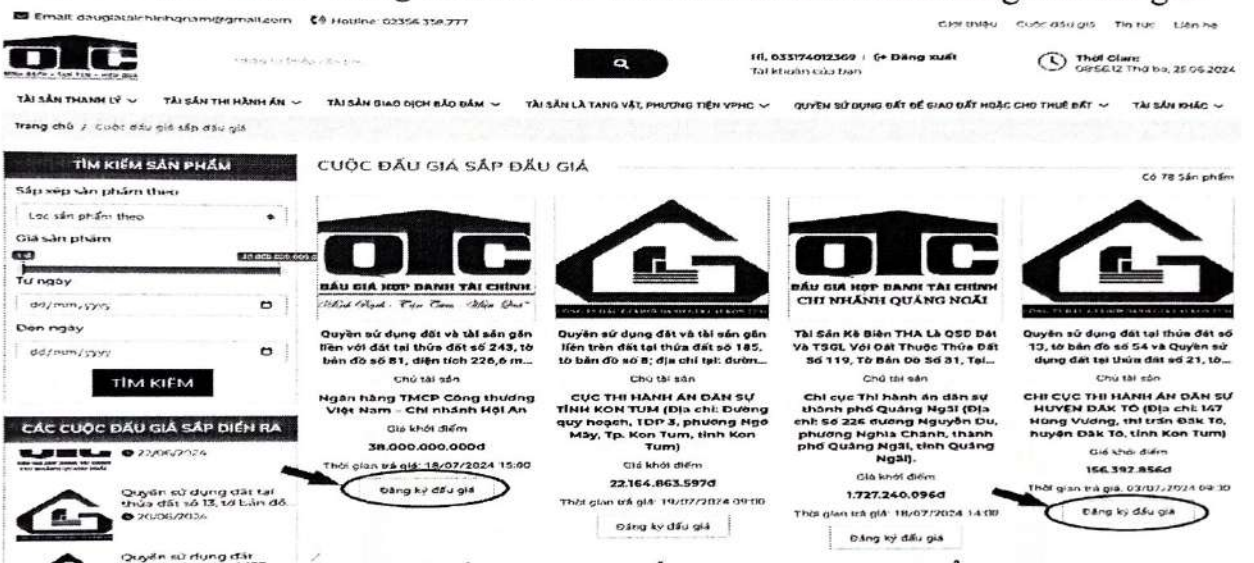 Email: daugiataichinhqnam@gmail.com
Hotline: 02356.359.777
Giới thiệu Cuộc đấu giá Tin tức Liên hệ
OTC
Hi, 033174012369 | Đăng xuất
Tài khoản của bạn
Thời Gian:
08:56:12 Thứ ba, 25.06.2024
TÀI SẢN THANH LÝ
TÀI SẢN THI HÀNH ÁN
TÀI SẢN GIAO DỊCH BẢO ĐẢM
TÀI SẢN LÀ TANG VẬT, PHƯƠNG TIỆN VPHC
QUYỀN SỬ DỤNG ĐẤT ĐỂ GIAO ĐẤT HOẶC CHO THUÊ ĐẤT
TÀI SẢN KHÁC
Trang chủ / Cuộc đấu giá sắp đấu giá
TÌM KIẾM SẢN PHẨM
Sắp xếp sản phẩm theo
Lọc sản phẩm theo
Giá sản phẩm
Từ ngày
dd/mm/yyyy
Đến ngày
dd/mm/yyyy
TÌM KIẾM
CÁC CUỘC ĐẤU GIÁ SẮP DIỄN RA
22/06/2024
Quyền sử dụng đất tại
thửa đất số 13, tờ bản đồ...
20/06/2024
Quyền sử dụng đất
CUỘC ĐẤU GIÁ SẮP ĐẤU GIÁ
Có 78 Sản phẩm
OTC
ĐẤU GIÁ HỢP DANH TÀI CHÍNH
Quyền sử dụng đất và tài sản gắn
liền với đất tại thửa đất số 243, tờ
bản đồ số 81, diện tích 226,6 m...
Chủ tài sản
Ngân hàng TMCP Công thương
Việt Nam - Chi nhánh Hội An
Giá khởi điểm
38.000.000.000đ
Thời gian trả giá: 18/07/2024 15:00
Đăng ký đấu giá
Quyền sử dụng đất và tài sản gắn
liền trên đất tại thửa đất số 185,
tờ bản đồ số 8; địa chỉ tại: đườn...
Chủ tài sản
CỤC THI HÀNH ÁN DÂN SỰ
TỈNH KON TUM (Địa chỉ: Đường
quy hoạch, TDP 3, phường Ngô
Mây, Tp. Kon Tum, tỉnh Kon
Tum)
Giá khởi điểm
22.164.863.597đ
Thời gian trả giá: 19/07/2024 09:00
Đăng ký đấu giá
OTC
ĐẤU GIÁ HỢP DANH TÀI CHÍNH
CHI NHÁNH QUẢNG NGÃI
Tài Sản Kê Biên THA Là QSD Đất
Và TSGL Với Đất Thuộc Thửa Đất
Số 119, Tờ Bản Đồ Số 31, Tại...
Chủ tài sản
Chi cục Thi hành án dân sự
thành phố Quảng Ngãi (Địa
chỉ: Số 226 đường Nguyễn Du,
phường Nghĩa Chánh, thành
phố Quảng Ngãi, tỉnh Quảng
Ngãi).
Giá khởi điểm
1.727.240.096đ
Thời gian trả giá: 18/07/2024 14:00
Đăng ký đấu giá
Quyền sử dụng đất tại thửa đất số
13, tờ bản đồ số 54 và Quyền sử
dụng đất tại thửa đất số 21, tờ...
Chủ tài sản
CHI CỤC THI HÀNH ÁN DÂN SỰ
HUYỆN ĐĂK TÔ (Địa chỉ: 147
Hùng Vương, thị trấn Đăk Tô,
huyện Đăk Tô, tỉnh Kon Tum)
Giá khởi điểm
156.392.856đ
Thời gian trả giá: 03/07/2024 09:30
Đăng ký đấu giá